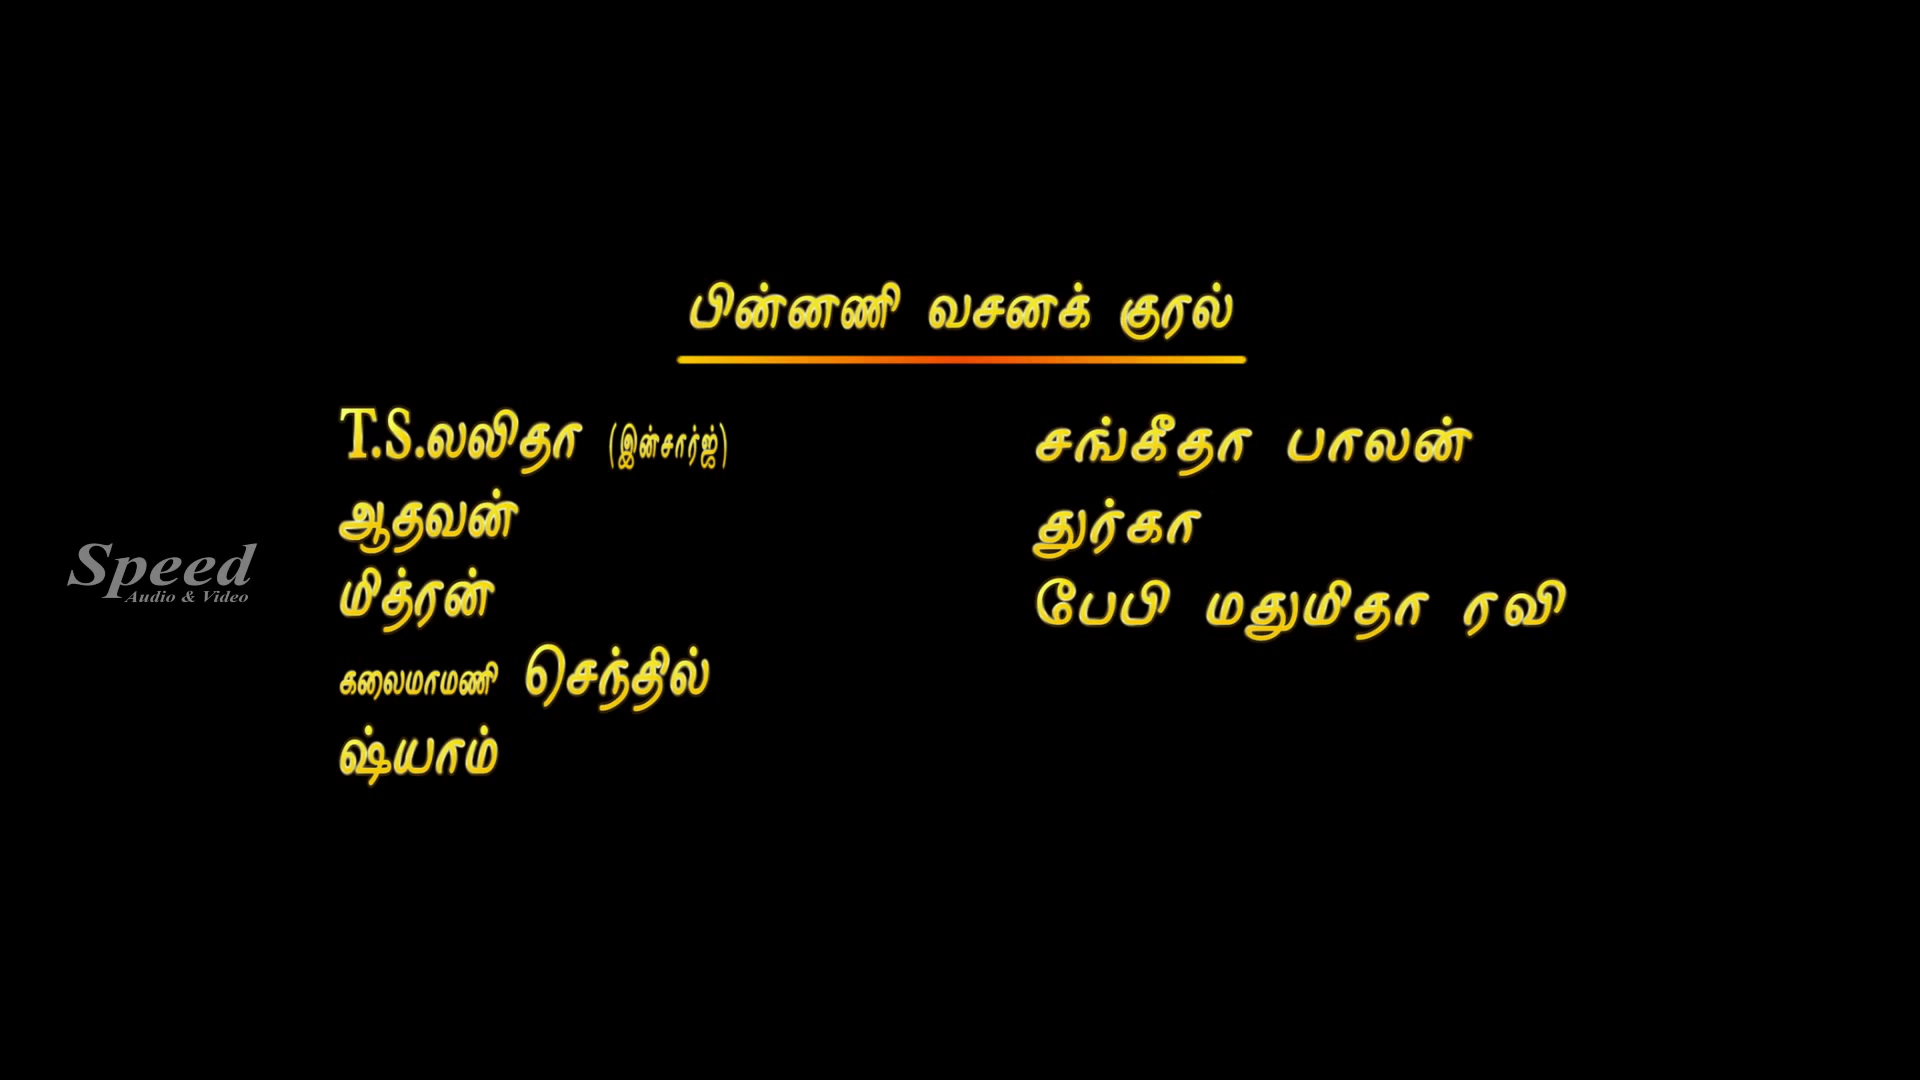 பின்னணி வசனக் குரல்
T.S.லலிதா (இன்சார்ஜ்)
ஆதவன்
மித்ரன்
கலைமாமணி செந்தில்
ஷ்யாம்
சங்கீதா பாலன்
துர்கா
பேபி மதுமிதா ரவி
Speed
Audio & Video